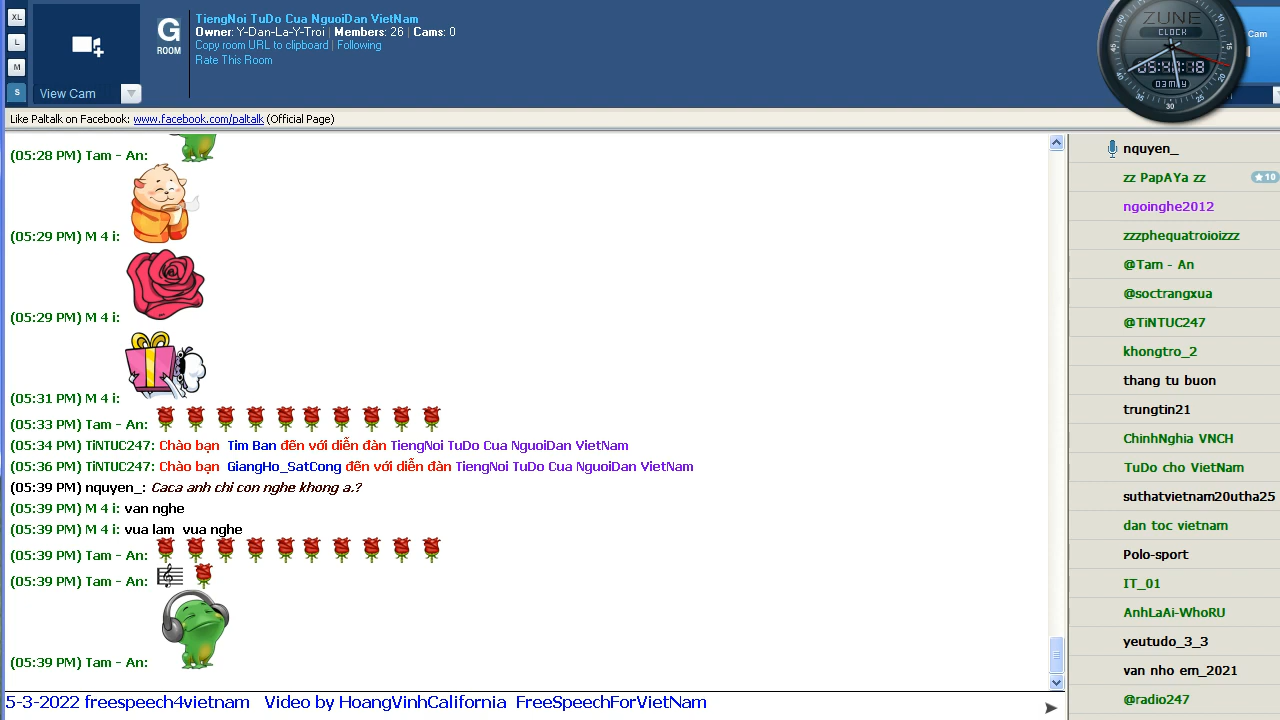 XL
L
M
S
View Cam
G
ROOM
TiengNoi TuDo Cua NguoiDan VietNam
Owner: Y-Dan-La-Y-Troi | Members: 26 | Cams: 0
Copy room URL to clipboard | Following
Rate This Room
ZUNE
CLOCK
03 may
Cam
Like Paltalk on Facebook: www.facebook.com/paltalk (Official Page)
(05:28 PM) Tam - An:
(05:29 PM) M 4 i:
(05:29 PM) M 4 i:
(05:31 PM) M 4 i:
(05:33 PM) Tam - An:
(05:34 PM) TiNTUC247: Chào bạn Tim Ban đến với diễn đàn TiengNoi TuDo Cua NguoiDan VietNam
(05:36 PM) TiNTUC247: Chào bạn GiangHo_SatCong đến với diễn đàn TiengNoi TuDo Cua NguoiDan VietNam
(05:39 PM) nquyen_: Caca anh chi con nghe khong a.?
(05:39 PM) M 4 i: van nghe
(05:39 PM) M 4 i: vua lam vua nghe
(05:39 PM) Tam - An:
(05:39 PM) Tam - An:
(05:39 PM) Tam - An:
5-3-2022 freespeech4vietnam Video by HoangVinhCalifornia FreeSpeechForVietNam
nquyen_
zz PapAYa zz
10
ngoinghe2012
zzzphequatroioizzz
@Tam - An
@soctrangxua
@TiNTUC247
khongtro_2
thang tu buon
trungtin21
ChinhNghia VNCH
TuDo cho VietNam
suthatvietnam20utha25
dan toc vietnam
Polo-sport
IT_01
AnhLaAi-WhoRU
yeutudo_3_3
van nho em_2021
@radio247